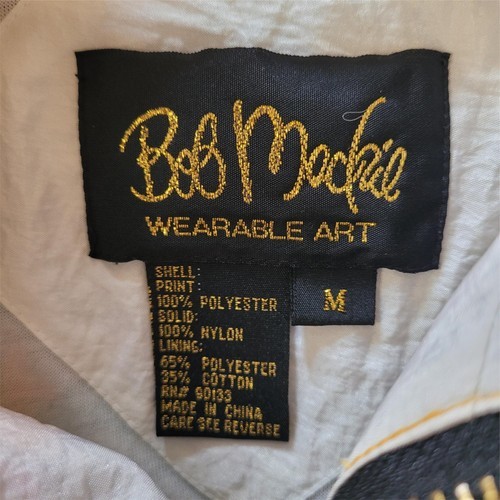 Bob Mackie
WEARABLE ART
SHELL:
PRINT:
100% POLYESTER
SOLID:
100% NYLON
LINING:
65% POLYESTER
35% COTTON
RN# 90133
MADE IN CHINA
CARE SEE REVERSE
M